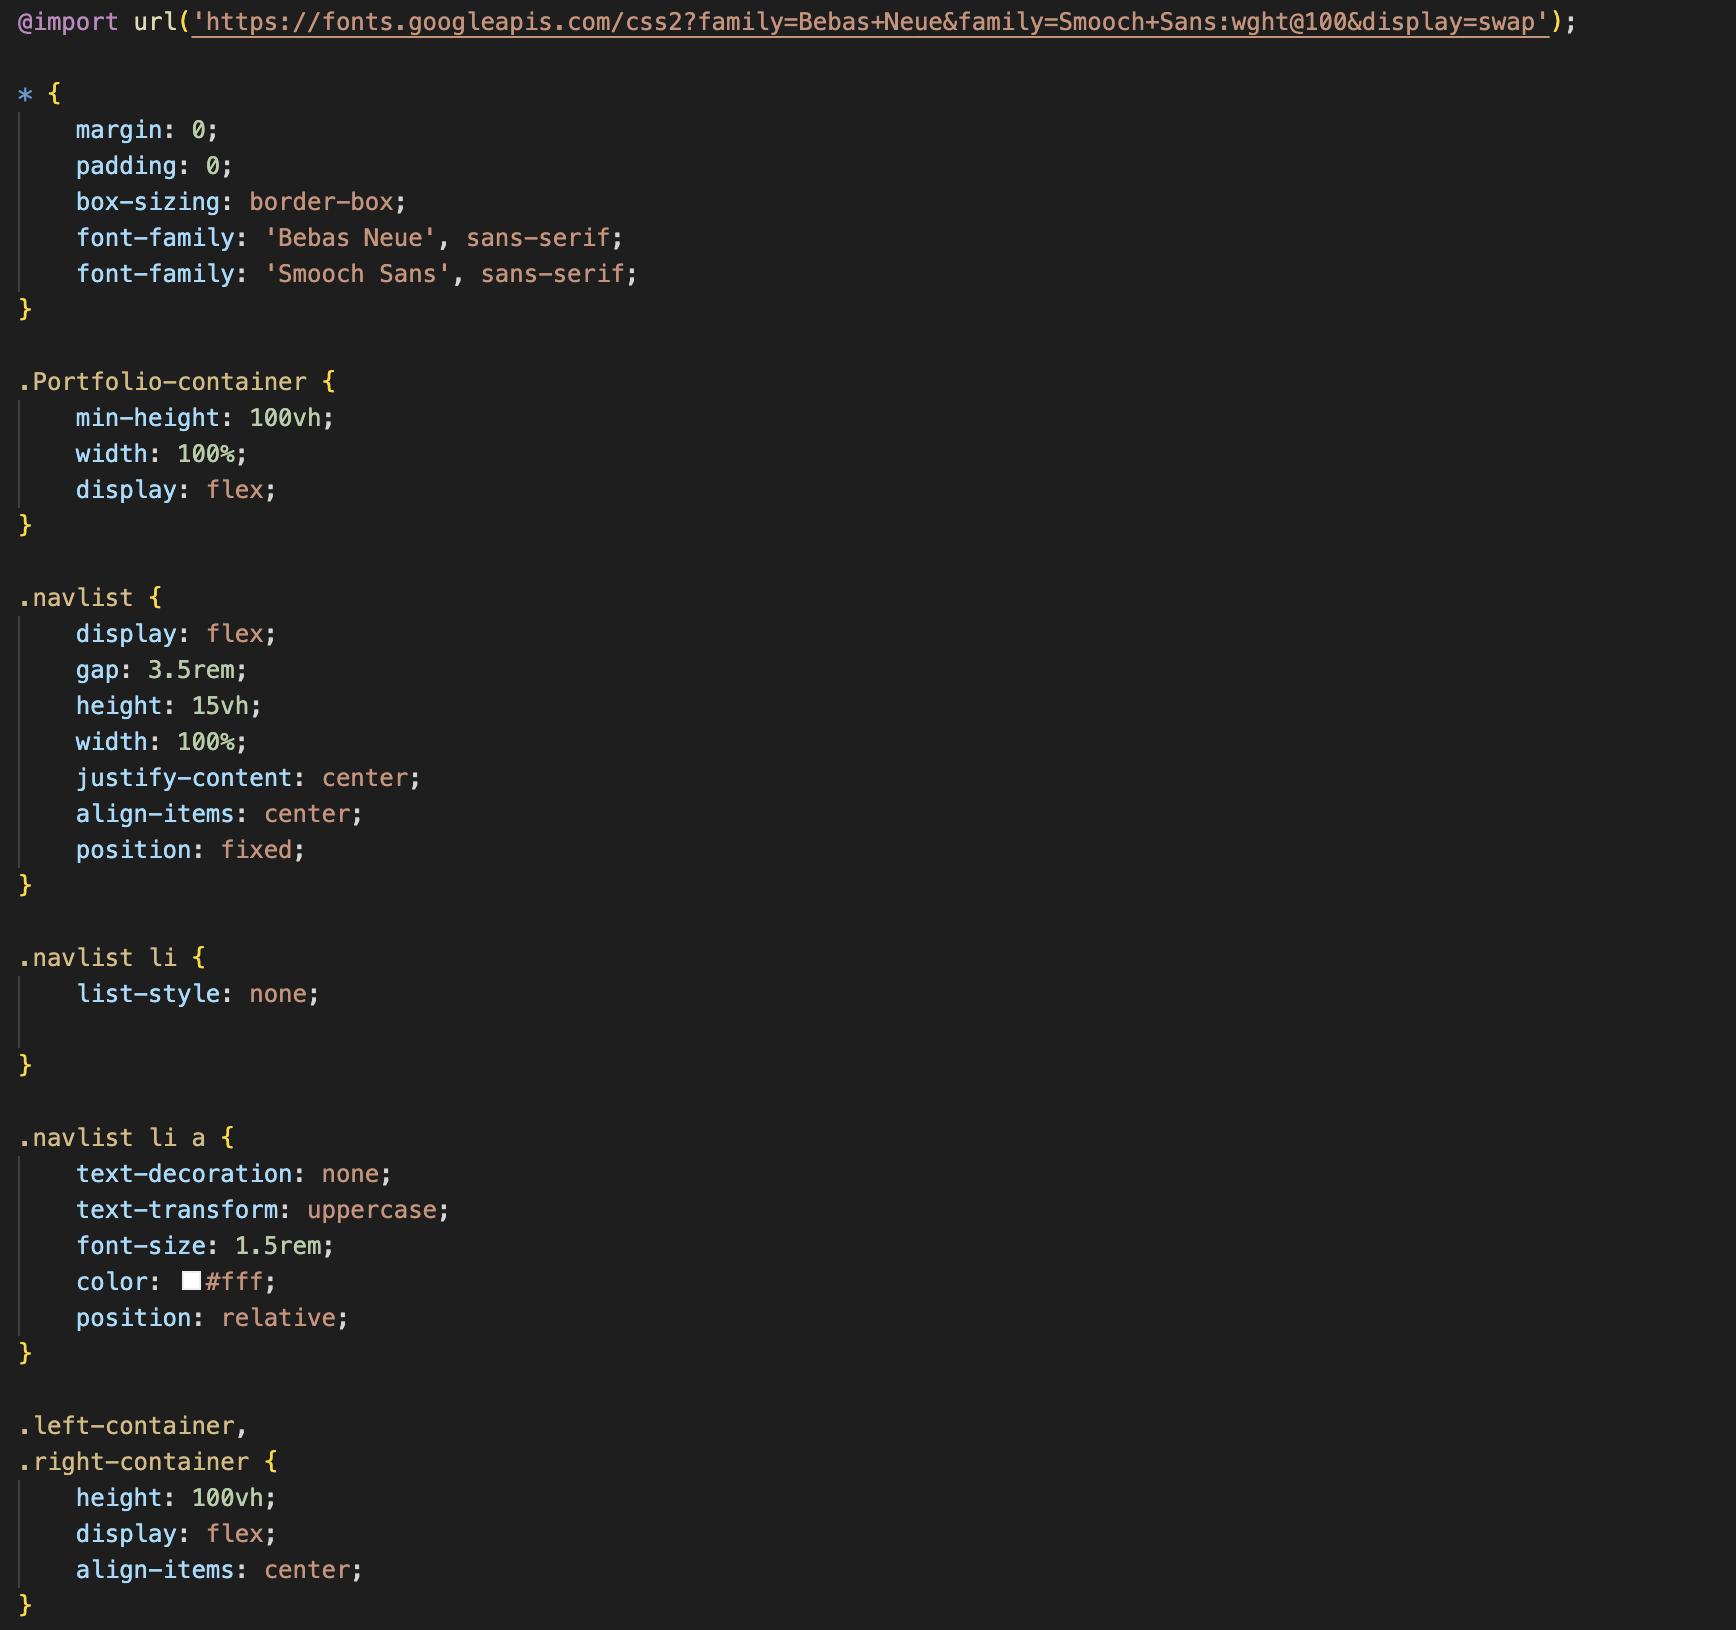 @import url('https://fonts.googleapis.com/css2?family=Bebas+Neue&family=Smooch+Sans:wght@100&display=swap');
* {
margin: 0;
padding: 0;
box-sizing: border-box;
font-family: 'Bebas Neue', sans-serif;
font-family: 'Smooch Sans', sans-serif;
}
.Portfolio-container {
min-height: 100vh;
width: 100%;
display: flex;
}
.navlist {
display: flex;
gap: 3.5rem;
height: 15vh;
width: 100%;
justify-content: center;
align-items: center;
position: fixed;
}
.navlist li {
list-style: none;
}
.navlist li a {
text-decoration: none;
text-transform: uppercase;
font-size: 1.5rem;
color: #fff;
position: relative;
}
.left-container,
.right-container {
height: 100vh;
display: flex;
align-items: center;
}